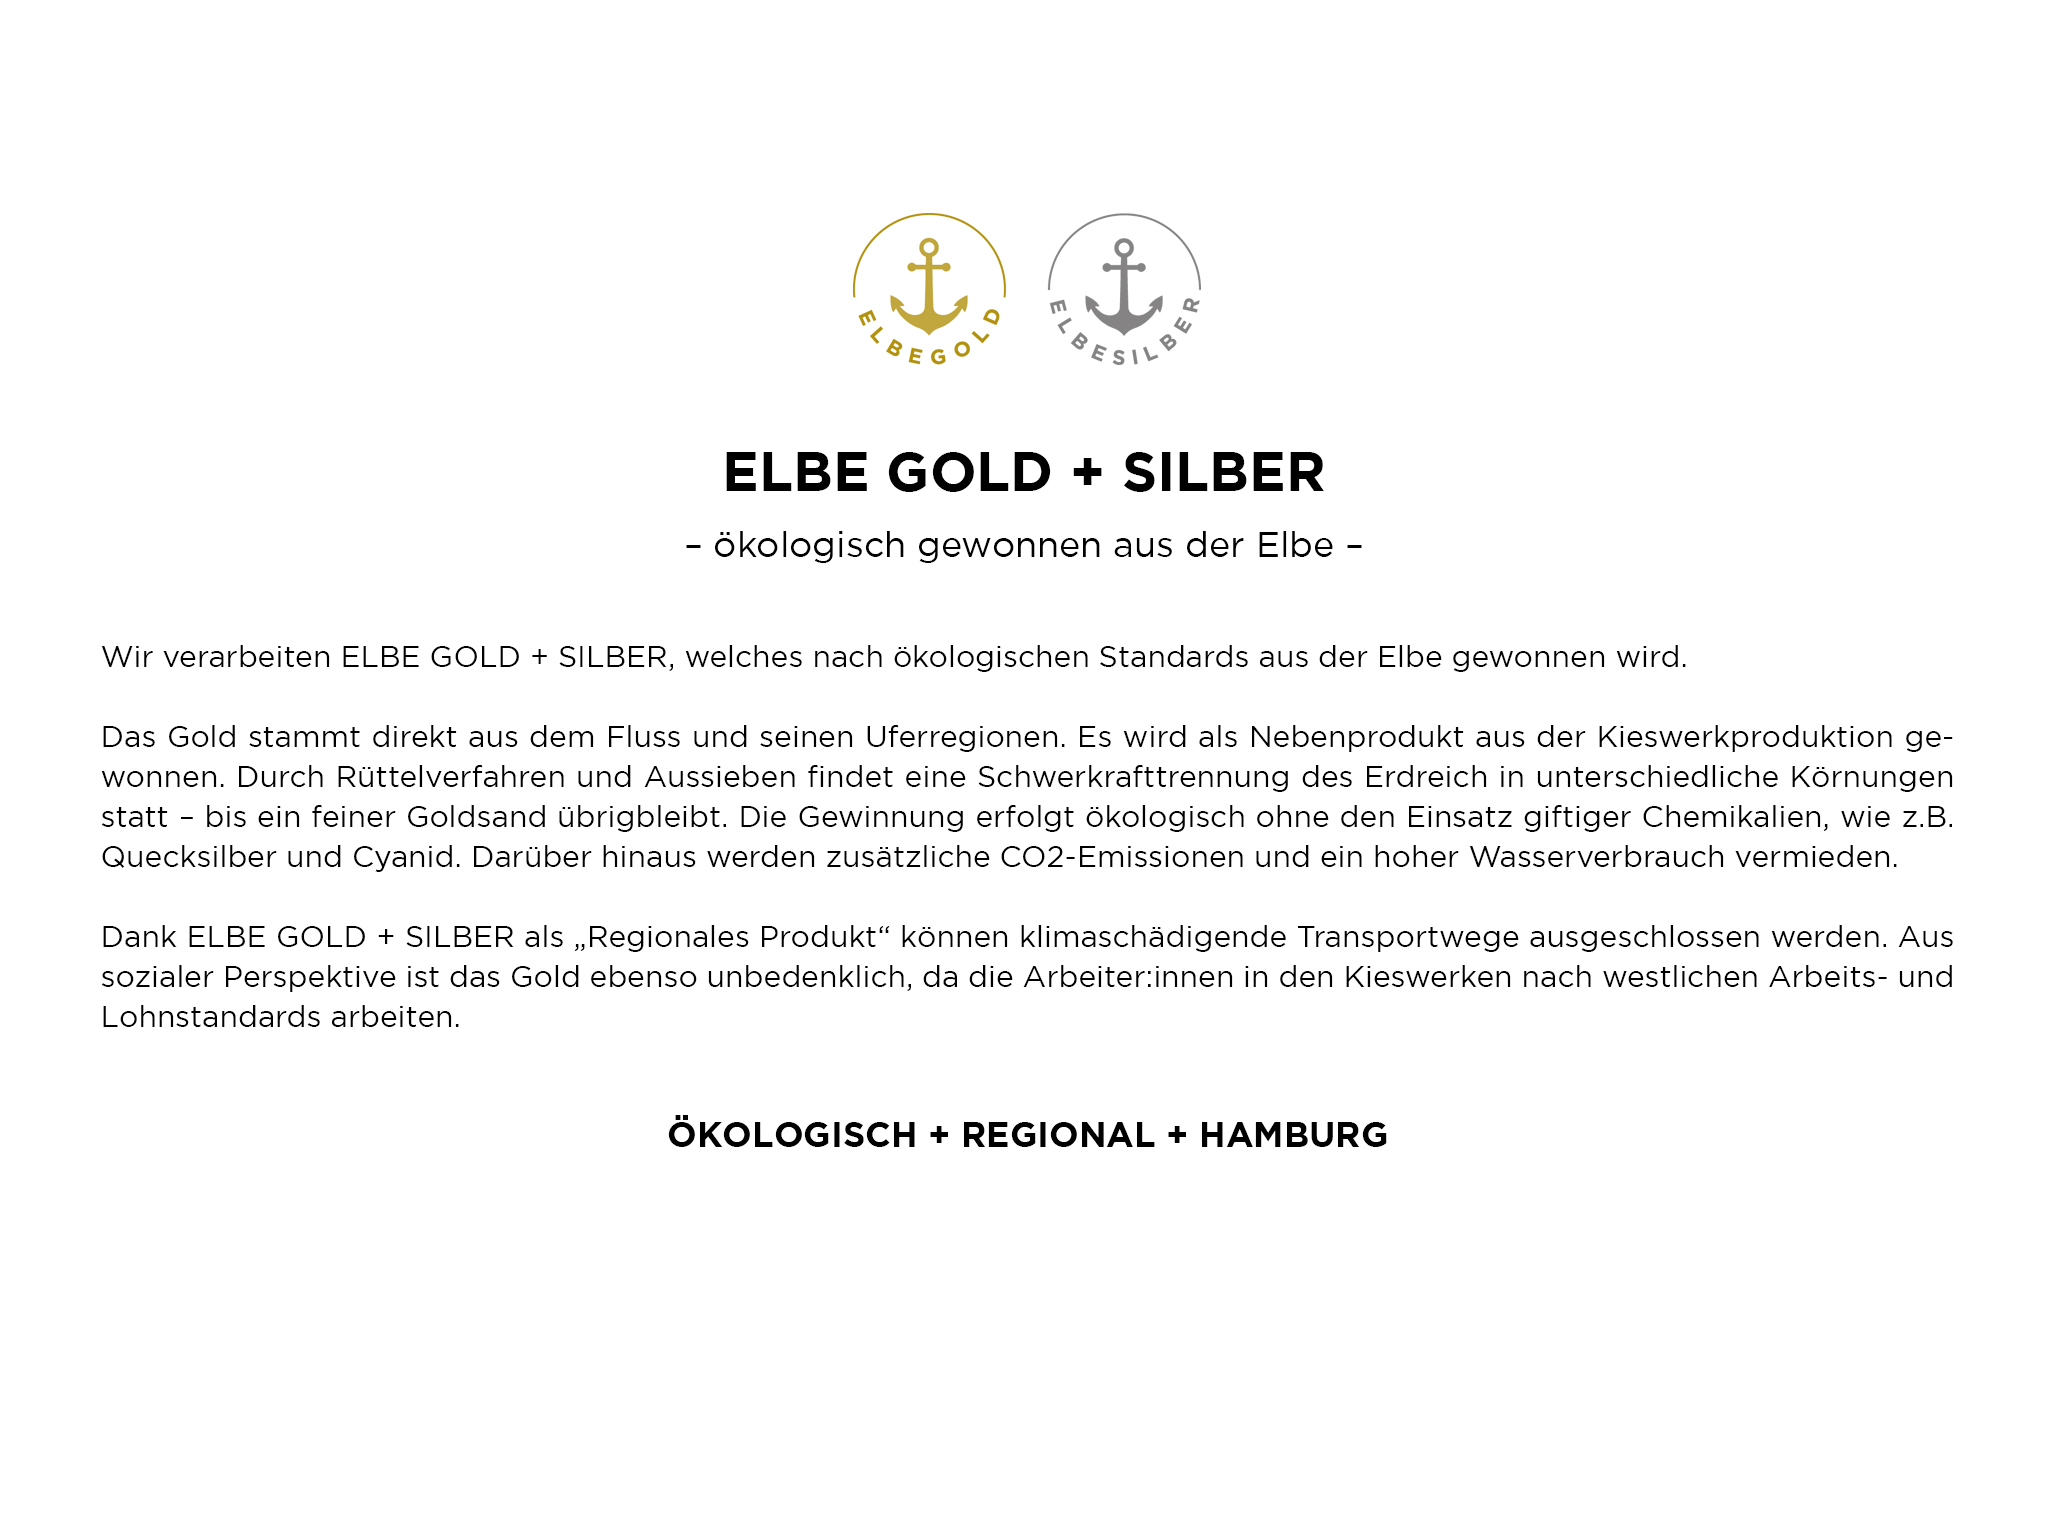 ELBEGOLD
ELBESILBER
ELBE GOLD + SILBER
– ökologisch gewonnen aus der Elbe –
Wir verarbeiten ELBE GOLD + SILBER, welches nach ökologischen Standards aus der Elbe gewonnen wird.
Das Gold stammt direkt aus dem Fluss und seinen Uferregionen. Es wird als Nebenprodukt aus der Kieswerkproduktion ge-
wonnen. Durch Rüttelverfahren und Aussieben findet eine Schwerkrafttrennung des Erdreich in unterschiedliche Körnungen
statt – bis ein feiner Goldsand übrigbleibt. Die Gewinnung erfolgt ökologisch ohne den Einsatz giftiger Chemikalien, wie z.B.
Quecksilber und Cyanid. Darüber hinaus werden zusätzliche CO2-Emissionen und ein hoher Wasserverbrauch vermieden.
Dank ELBE GOLD + SILBER als „Regionales Produkt“ können klimaschädigende Transportwege ausgeschlossen werden. Aus
sozialer Perspektive ist das Gold ebenso unbedenklich, da die Arbeiter:innen in den Kieswerken nach westlichen Arbeits- und
Lohnstandards arbeiten.
ÖKOLOGISCH + REGIONAL + HAMBURG